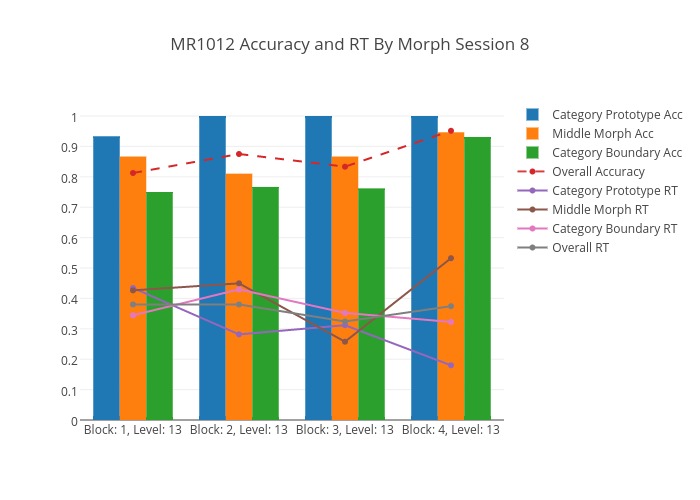 MR1012 Accuracy and RT By Morph Session 8
1
0.9
0.8
0.7
0.6
0.5
0.4
0.3
0.2
0.1
0
Block: 1, Level: 13 Block: 2, Level: 13 Block: 3, Level: 13 Block: 4, Level: 13
Category Prototype Acc
Middle Morph Acc
Category Boundary Acc
Overall Accuracy
Category Prototype RT
Middle Morph RT
Category Boundary RT
Overall RT